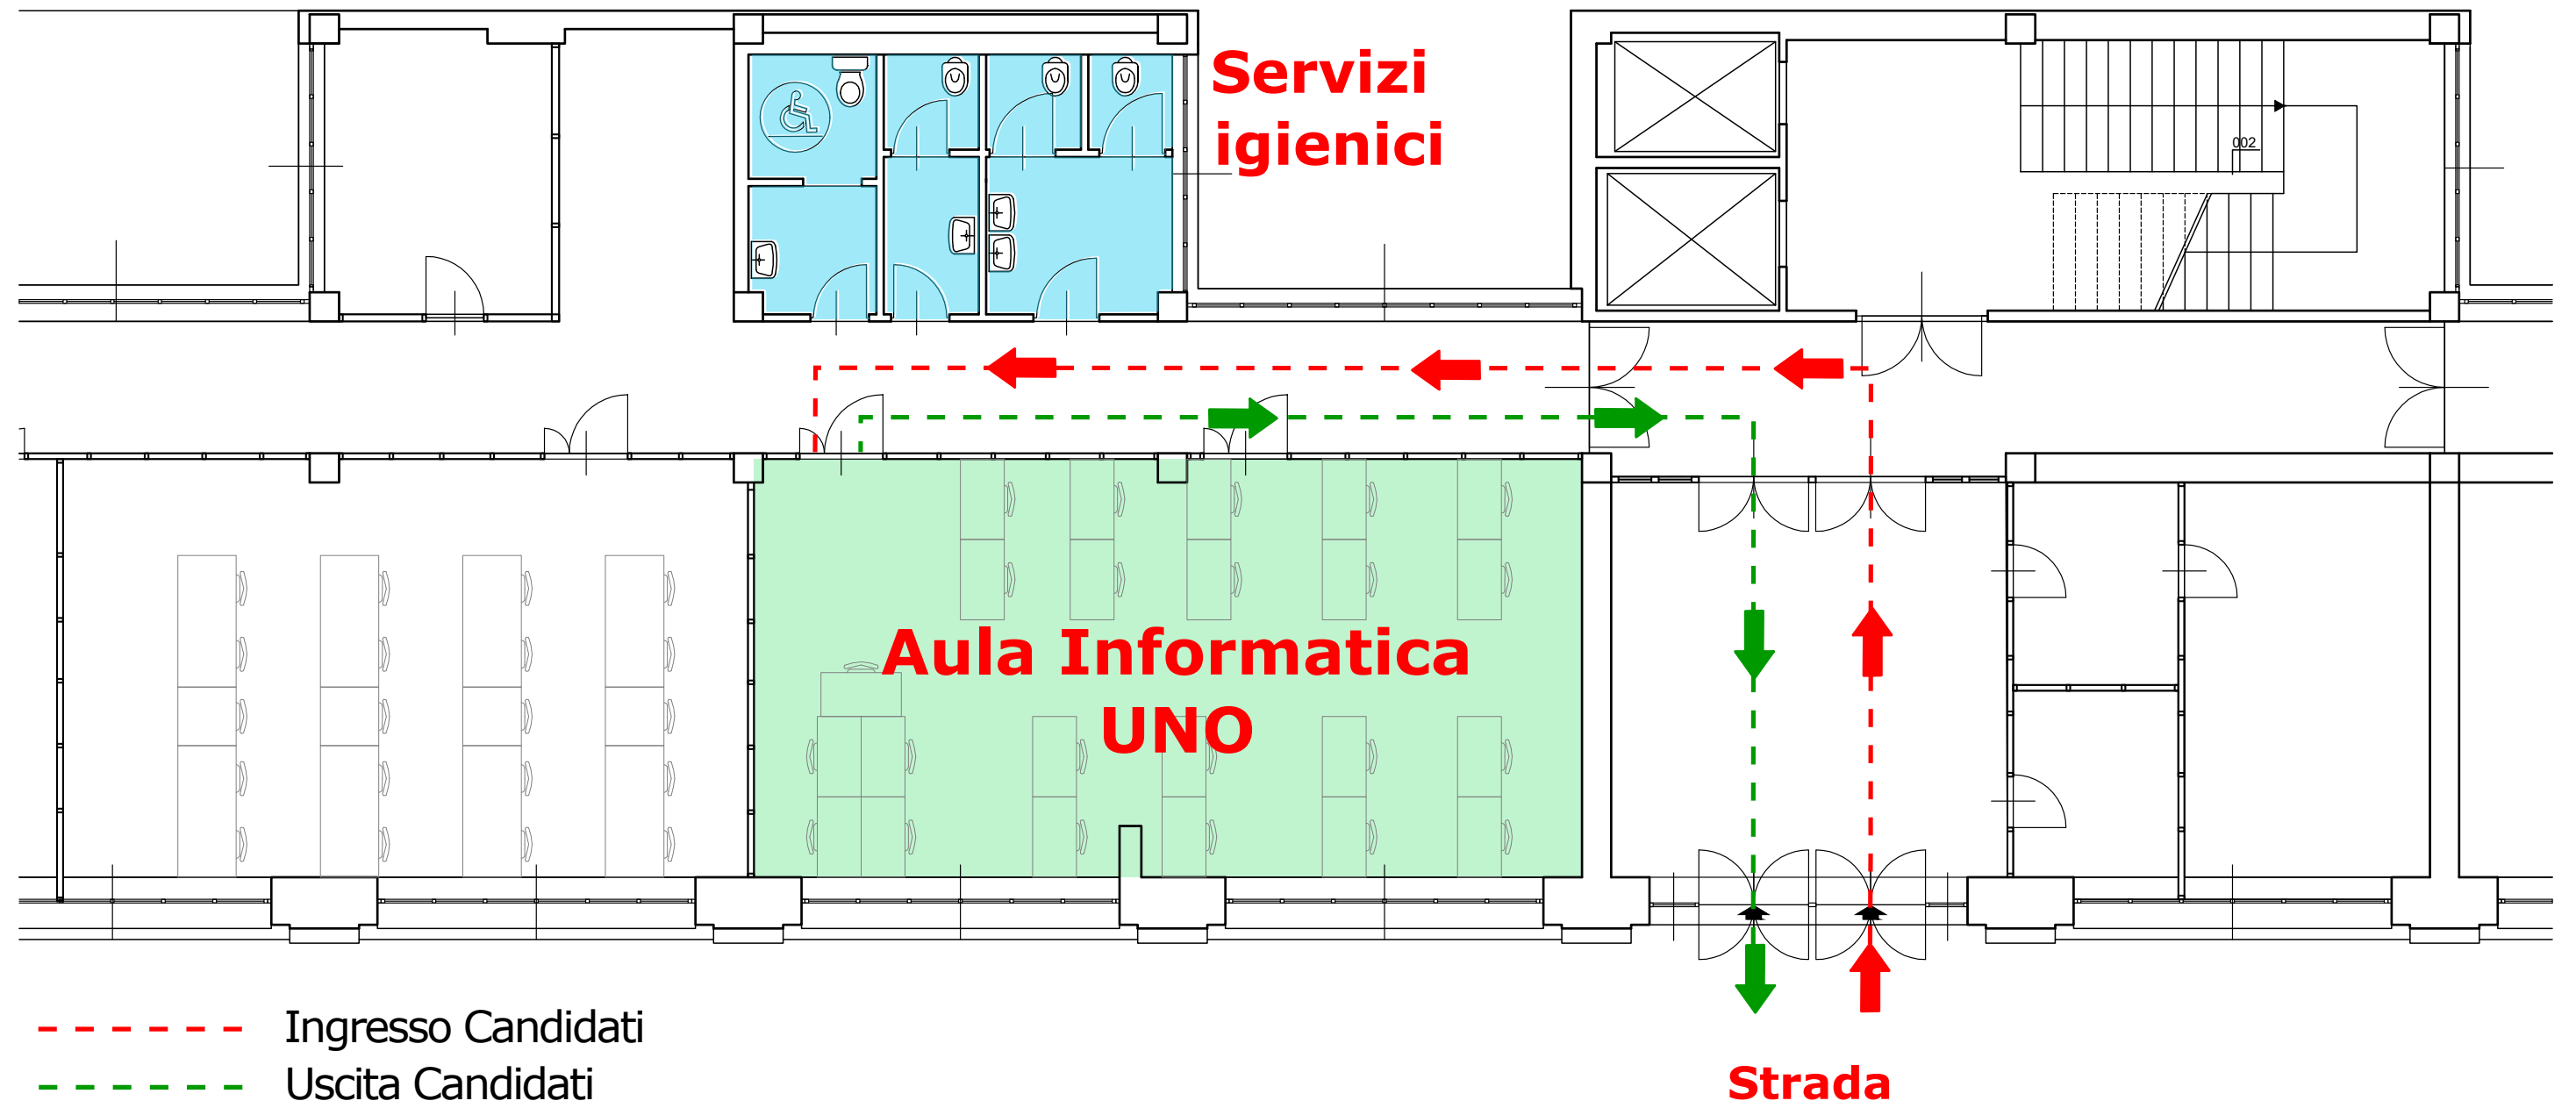 Servizi
igienici
002
Aula Informatica
UNO
Ingresso Candidati
Uscita Candidati
Strada